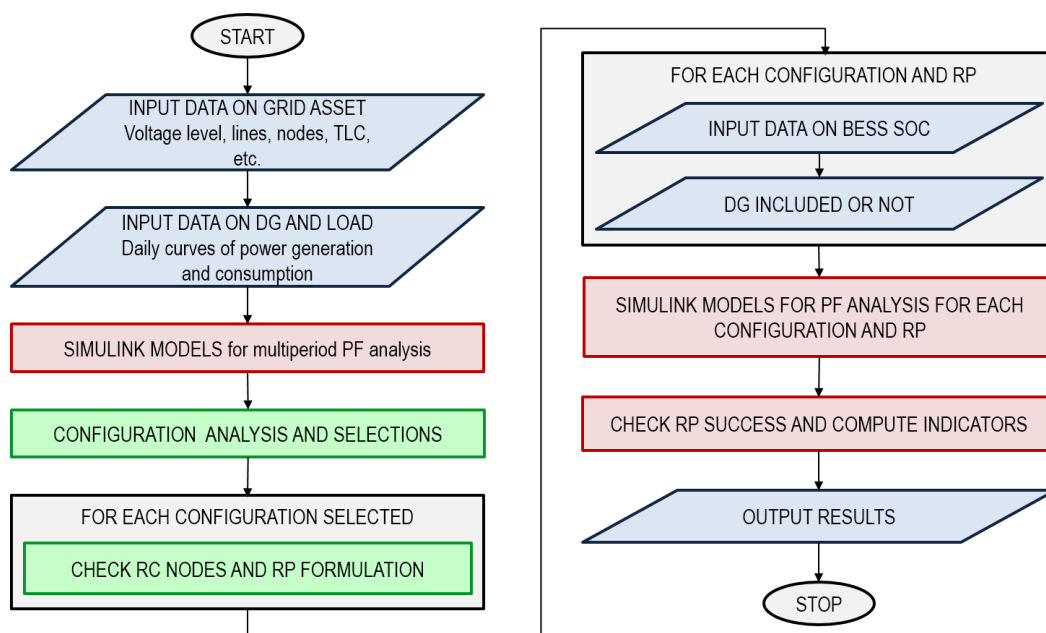 START
INPUT DATA ON GRID ASSET
Voltage level, lines, nodes, TLC,
etc.
INPUT DATA ON DG AND LOAD
Daily curves of power generation
and consumption
SIMULINK MODELS for multiperiod PF analysis
CONFIGURATION ANALYSIS AND SELECTIONS
FOR EACH CONFIGURATION SELECTED
CHECK RC NODES AND RP FORMULATION
FOR EACH CONFIGURATION AND RP
INPUT DATA ON BESS SOC
DG INCLUDED OR NOT
SIMULINK MODELS FOR PF ANALYSIS FOR EACH
CONFIGURATION AND RP
CHECK RP SUCCESS AND COMPUTE INDICATORS
OUTPUT RESULTS
STOP